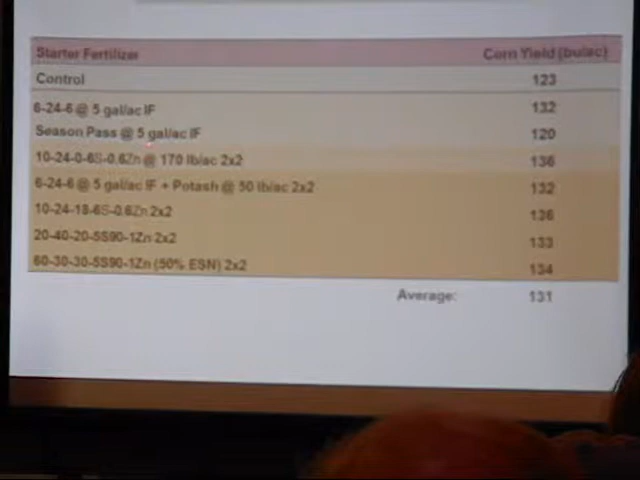 Starter Fertilizer Corn Yield (bu/ac)
Control 123
6-24-6 @ 5 gal/ac IF 132
Season Pass @ 5 gal/ac IF 120
10-24-0-6S-0.6Zn @ 170 lb/ac 2x2 136
6-24-6 @ 5 gal/ac IF + Potash @ 50 lb/ac 2x2 132
10-24-18-6S-0.6Zn 2x2 136
20-40-20-5S90-1Zn 2x2 133
60-30-30-5S90-1Zn (50% ESN) 2x2 134
Average: 131